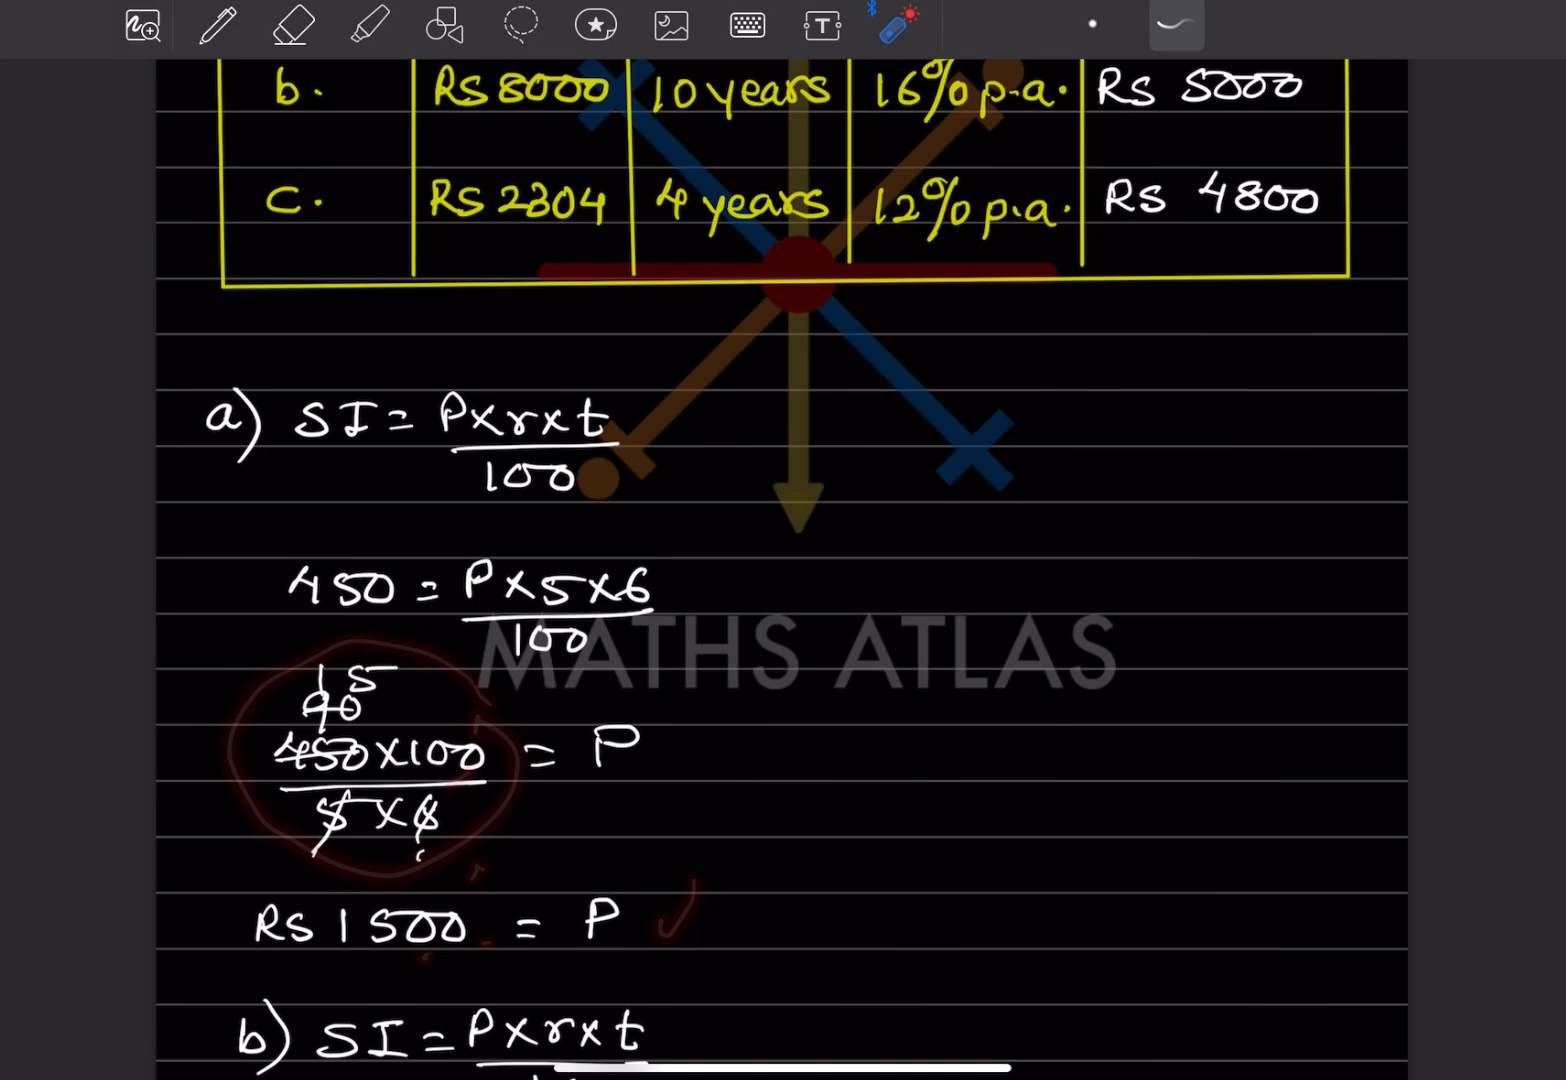 b. Rs 8000 10 years 16% p.a. Rs 5000
c. Rs 2304 4 years 12% p.a. Rs 4800
a) SI = P×r×t
100
450 = P×5×6
100
15
90
450×100 = P
5×6
Rs 1500 = P
b) SI = P×r×t
MATHS ATLAS
T